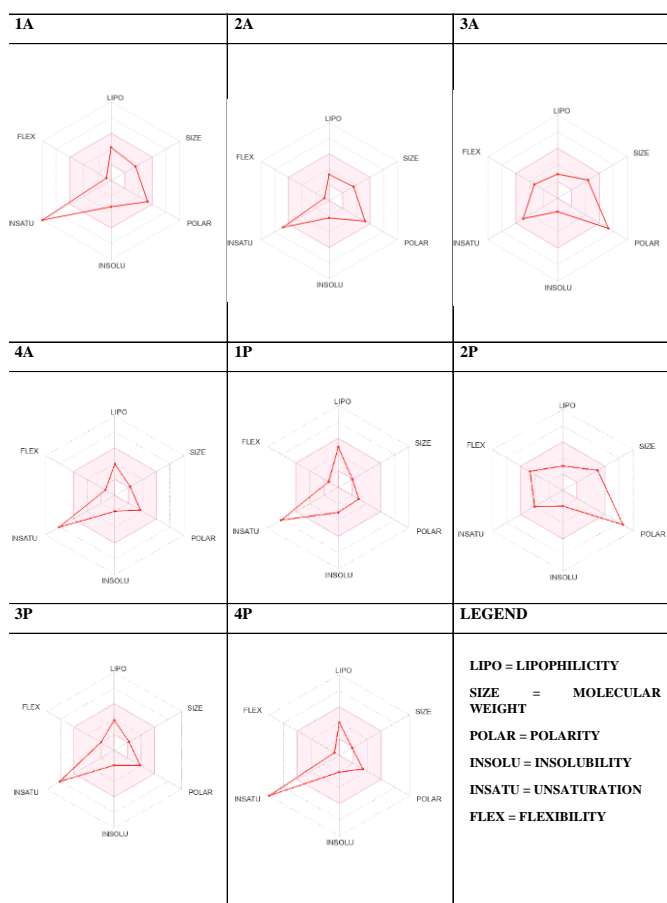 1A
2A
3A
LIPO
FLEX
SIZE
INSATU
POLAR
INSOLU
LIPO
FLEX
SIZE
INSATU
POLAR
INSOLU
LIPO
FLEX
SIZE
INSATU
POLAR
INSOLU
4A
1P
2P
LIPO
FLEX
SIZE
INSATU
POLAR
INSOLU
LIPO
FLEX
SIZE
INSATU
POLAR
INSOLU
LIPO
FLEX
SIZE
INSATU
POLAR
INSOLU
3P
4P
LEGEND
LIPO
FLEX
SIZE
INSATU
POLAR
INSOLU
LIPO
FLEX
SIZE
INSATU
POLAR
INSOLU
LIPO = LIPOPHILICITY
SIZE = MOLECULAR
WEIGHT
POLAR = POLARITY
INSOLU = INSOLUBILITY
INSATU = UNSATURATION
FLEX = FLEXIBILITY